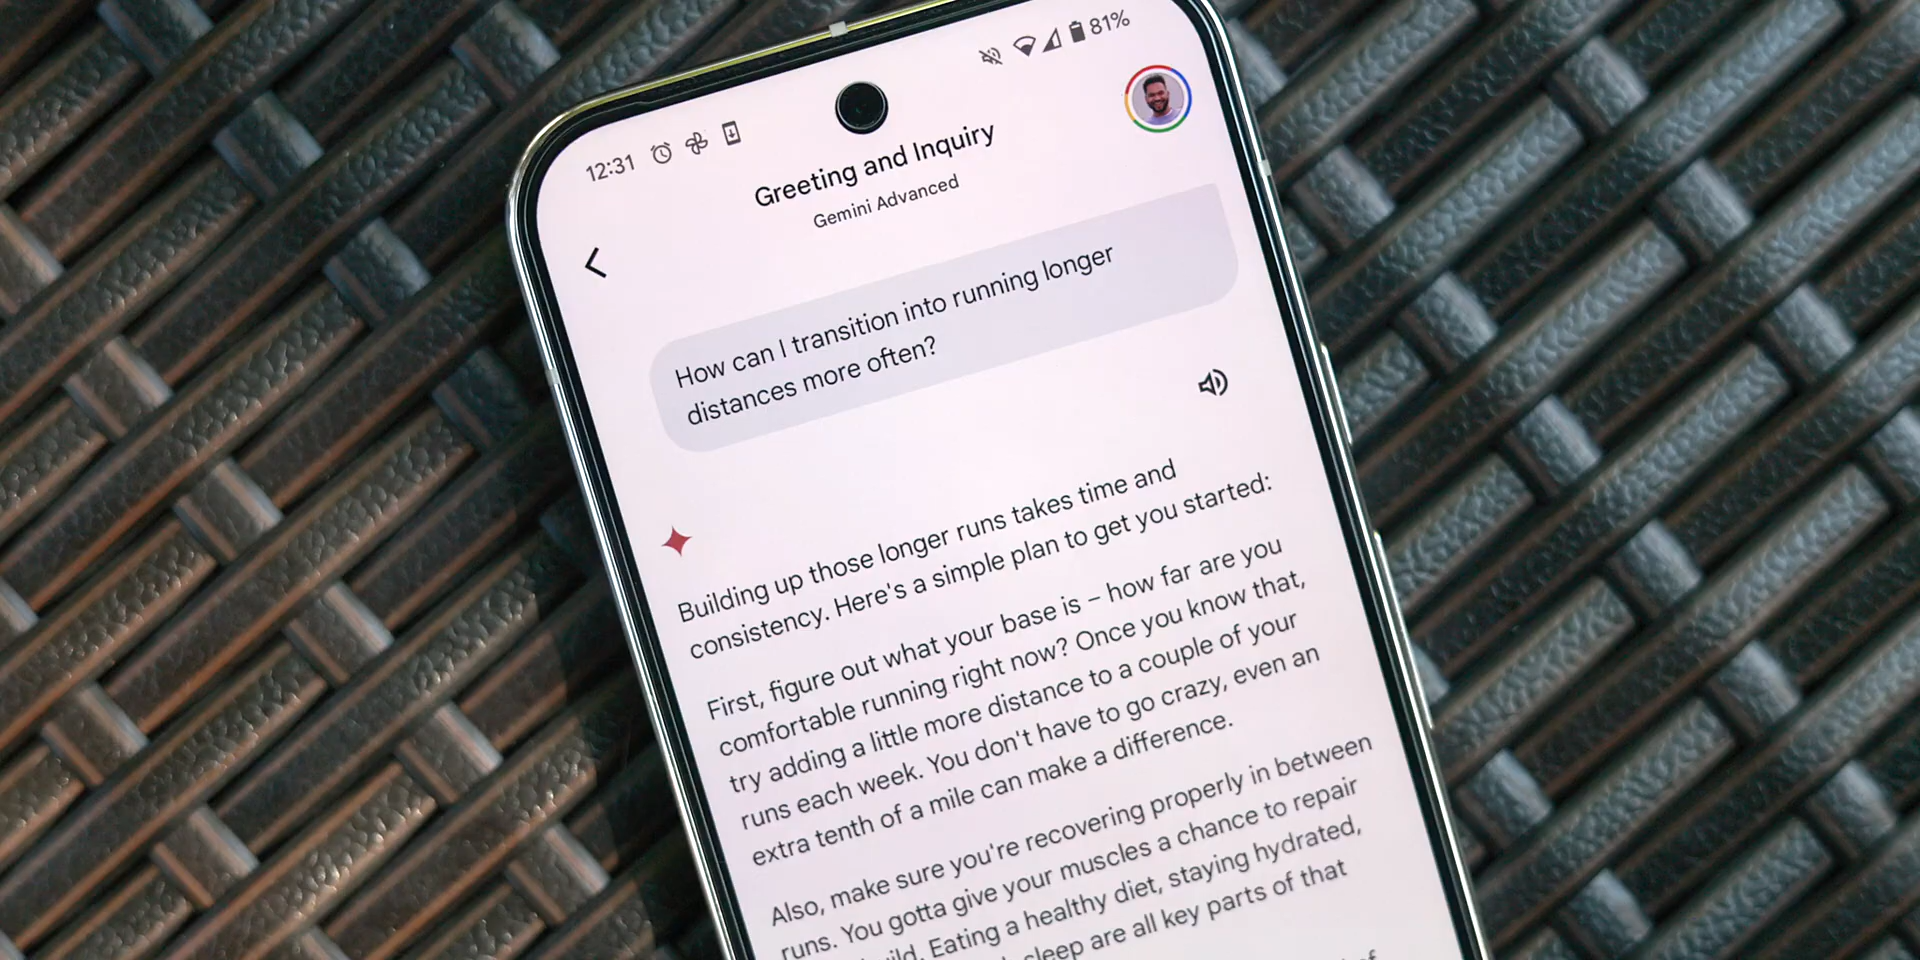 12:31
81%
Greeting and Inquiry
Gemini Advanced
How can I transition into running longer
distances more often?
Building up those longer runs takes time and
consistency. Here's a simple plan to get you started:
First, figure out what your base is – how far are you
comfortable running right now? Once you know that,
try adding a little more distance to a couple of your
runs each week. You don't have to go crazy, even an
extra tenth of a mile can make a difference.
Also, make sure you're recovering properly in between
runs. You gotta give your muscles a chance to repair
Eating a healthy diet, staying hydrated,
sleep are all key parts of that